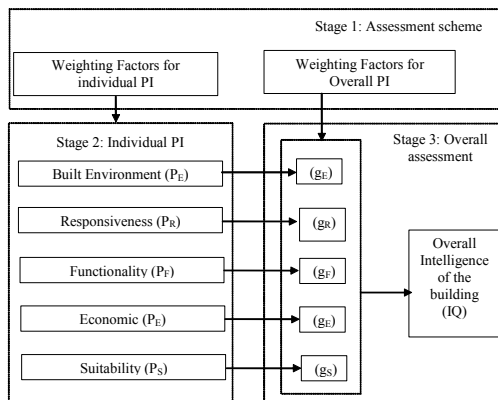 Stage 1: Assessment scheme
Weighting Factors for
individual PI
Weighting Factors for
Overall PI
Stage 2: Individual PI
Stage 3: Overall
assessment
Built Environment (PE)
(gE)
Responsiveness (PR)
(gR)
Functionality (PF)
(gF)
Economic (PE)
(gE)
Suitability (PS)
(gS)
Overall
Intelligence
of the
building
(IQ)